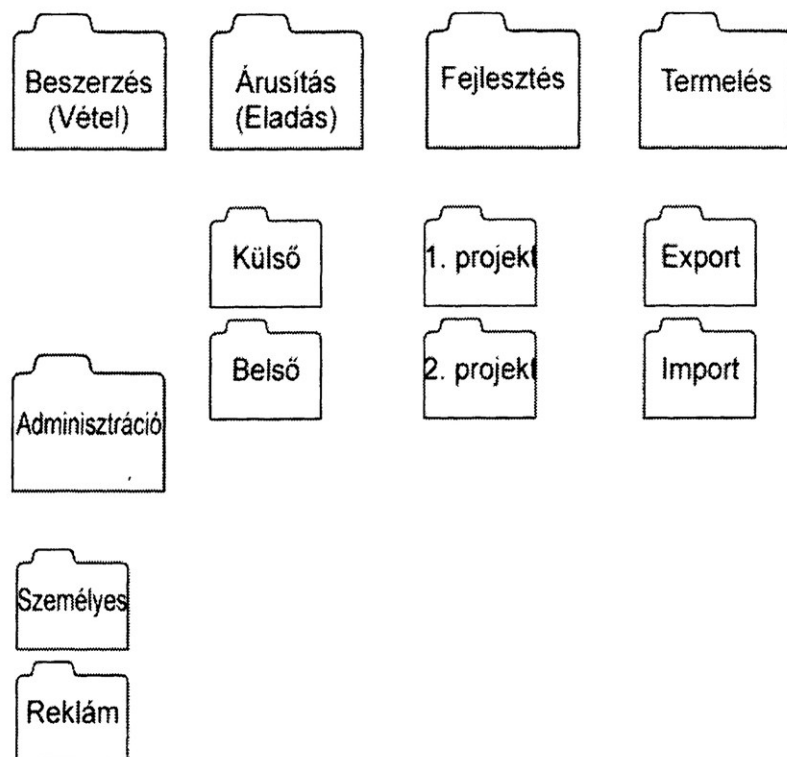 Beszerzés
(Vétel)
Árusítás
(Eladás)
Fejlesztés
Termelés
Külső
1. projekt
Export
Belső
2. projekt
Import
Adminisztráció
Személyes
Reklám